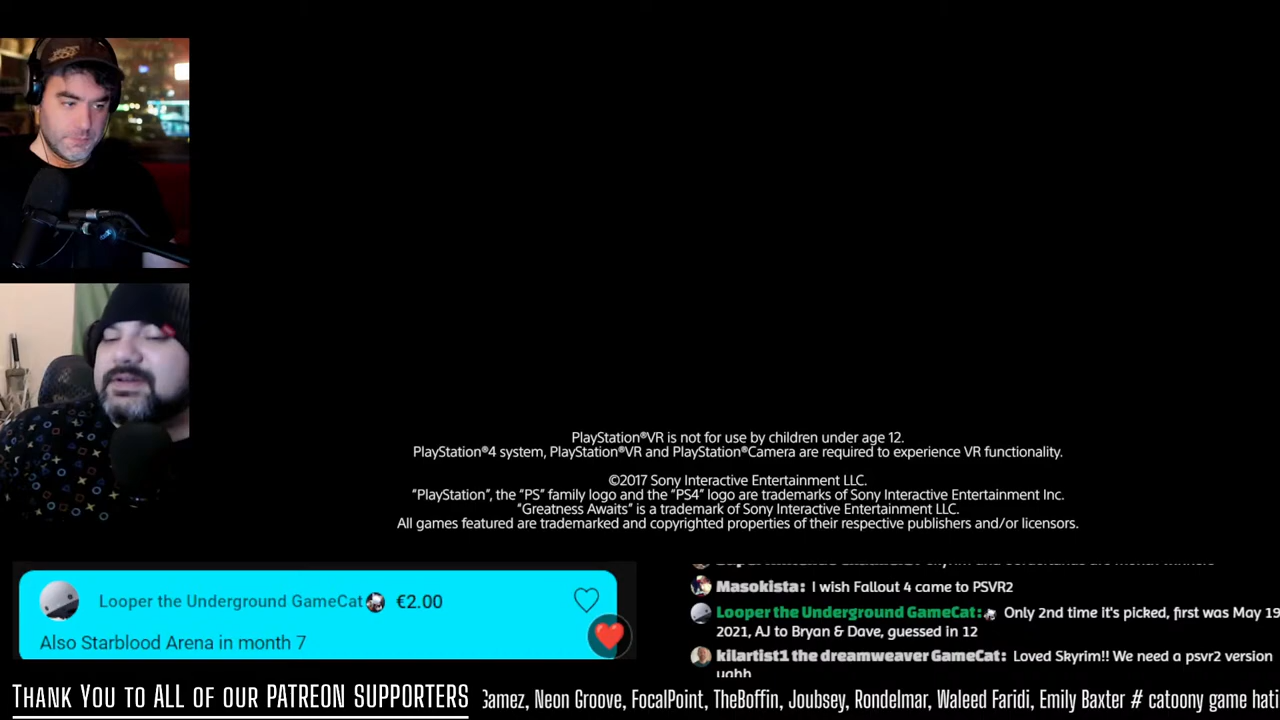 PlayStation®VR is not for use by children under age 12.
PlayStation®4 system, PlayStation®VR and PlayStation®Camera are required to experience VR functionality.
©2017 Sony Interactive Entertainment LLC.
“PlayStation”, the “PS” family logo and the “PS4” logo are trademarks of Sony Interactive Entertainment Inc.
“Greatness Awaits” is a trademark of Sony Interactive Entertainment LLC.
All games featured are trademarked and copyrighted properties of their respective publishers and/or licensors.
Looper the Underground GameCat €2.00
Also Starblood Arena in month 7
Masokista: I wish Fallout 4 came to PSVR2
Looper the Underground GameCat: Only 2nd time it's picked, first was May 19
2021, AJ to Bryan & Dave, guessed in 12
kilartist1 the dreamweaver GameCat: Loved Skyrim!! We need a psvr2 version
ughh
THANK YOU TO ALL OF OUR PATREON SUPPORTERS
Gamez, Neon Groove, FocalPoint, TheBoffin, Joubsey, Rondelmar, Waleed Faridi, Emily Baxter # catoony game hati